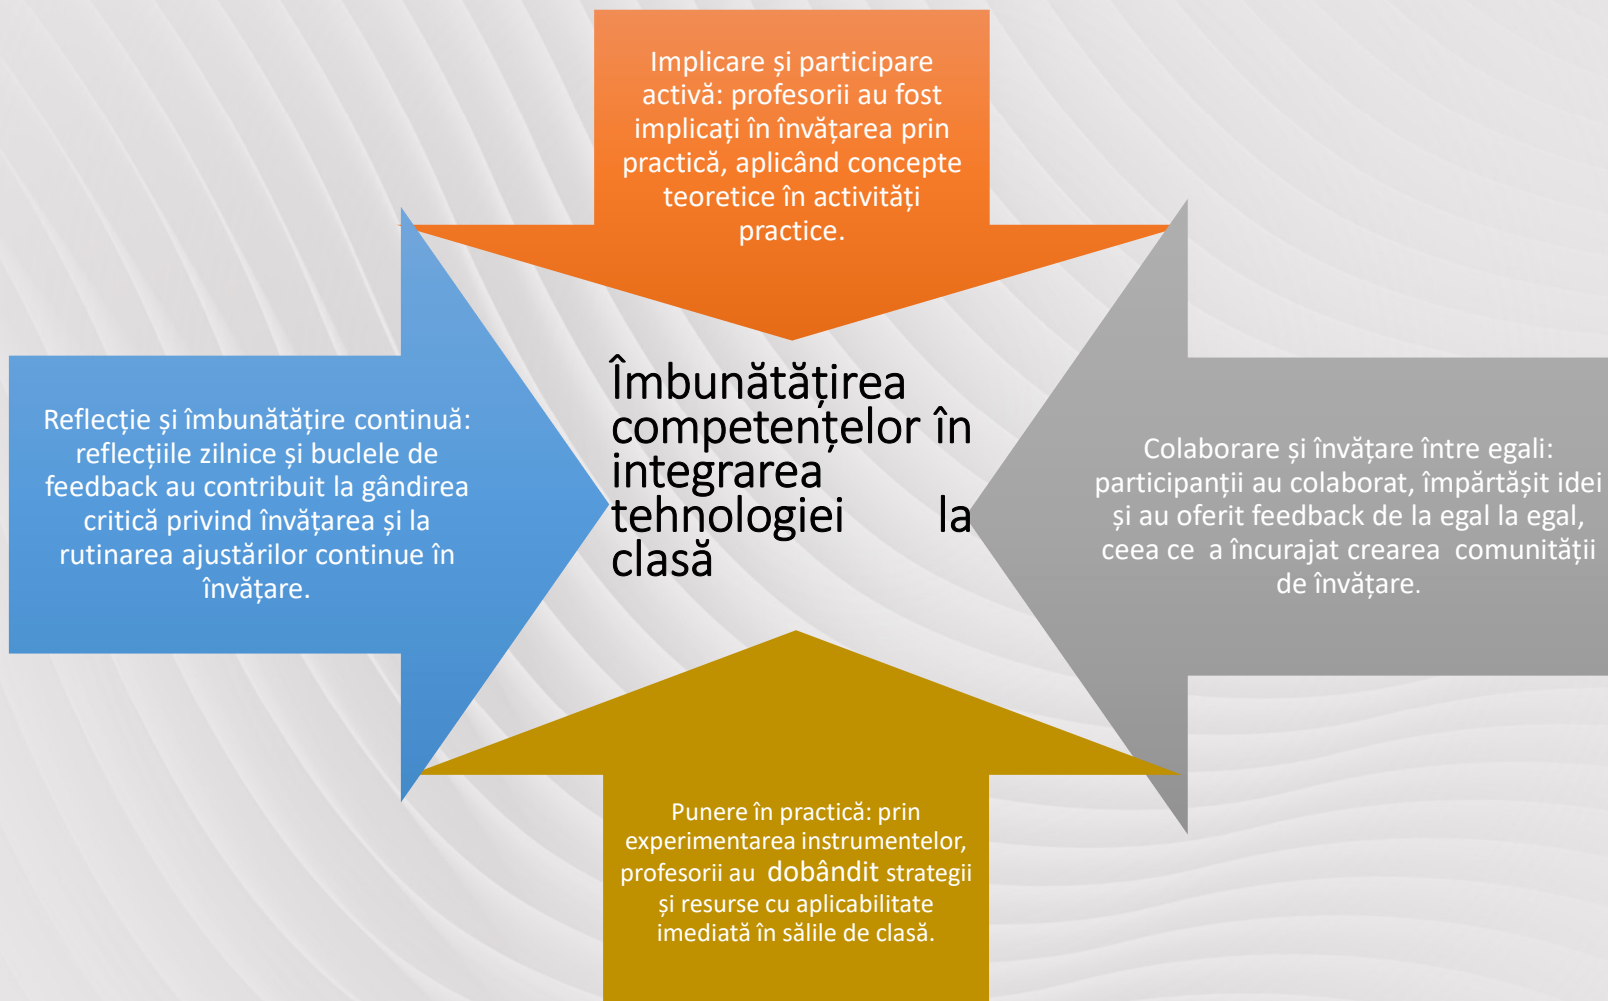 Implicare și participare
activă: profesorii au fost
implicați în învățarea prin
practică, aplicând concepte
teoretice în activități
practice.
Reflecție și îmbunătățire continuă:
reflecțiile zilnice și buclele de
feedback au contribuit la gândirea
critică privind învățarea și la
rutinarea ajustărilor continue în
învățare.
Îmbunătățirea
competențelor în
integrarea
tehnologiei la
clasă
Colaborare și învățare între egali:
participanții au colaborat, împărtășit idei
și au oferit feedback de la egal la egal,
ceea ce a încurajat crearea comunității
de învățare.
Punere în practică: prin
experimentarea instrumentelor,
profesorii au dobândit strategii
și resurse cu aplicabilitate
imediată în sălile de clasă.